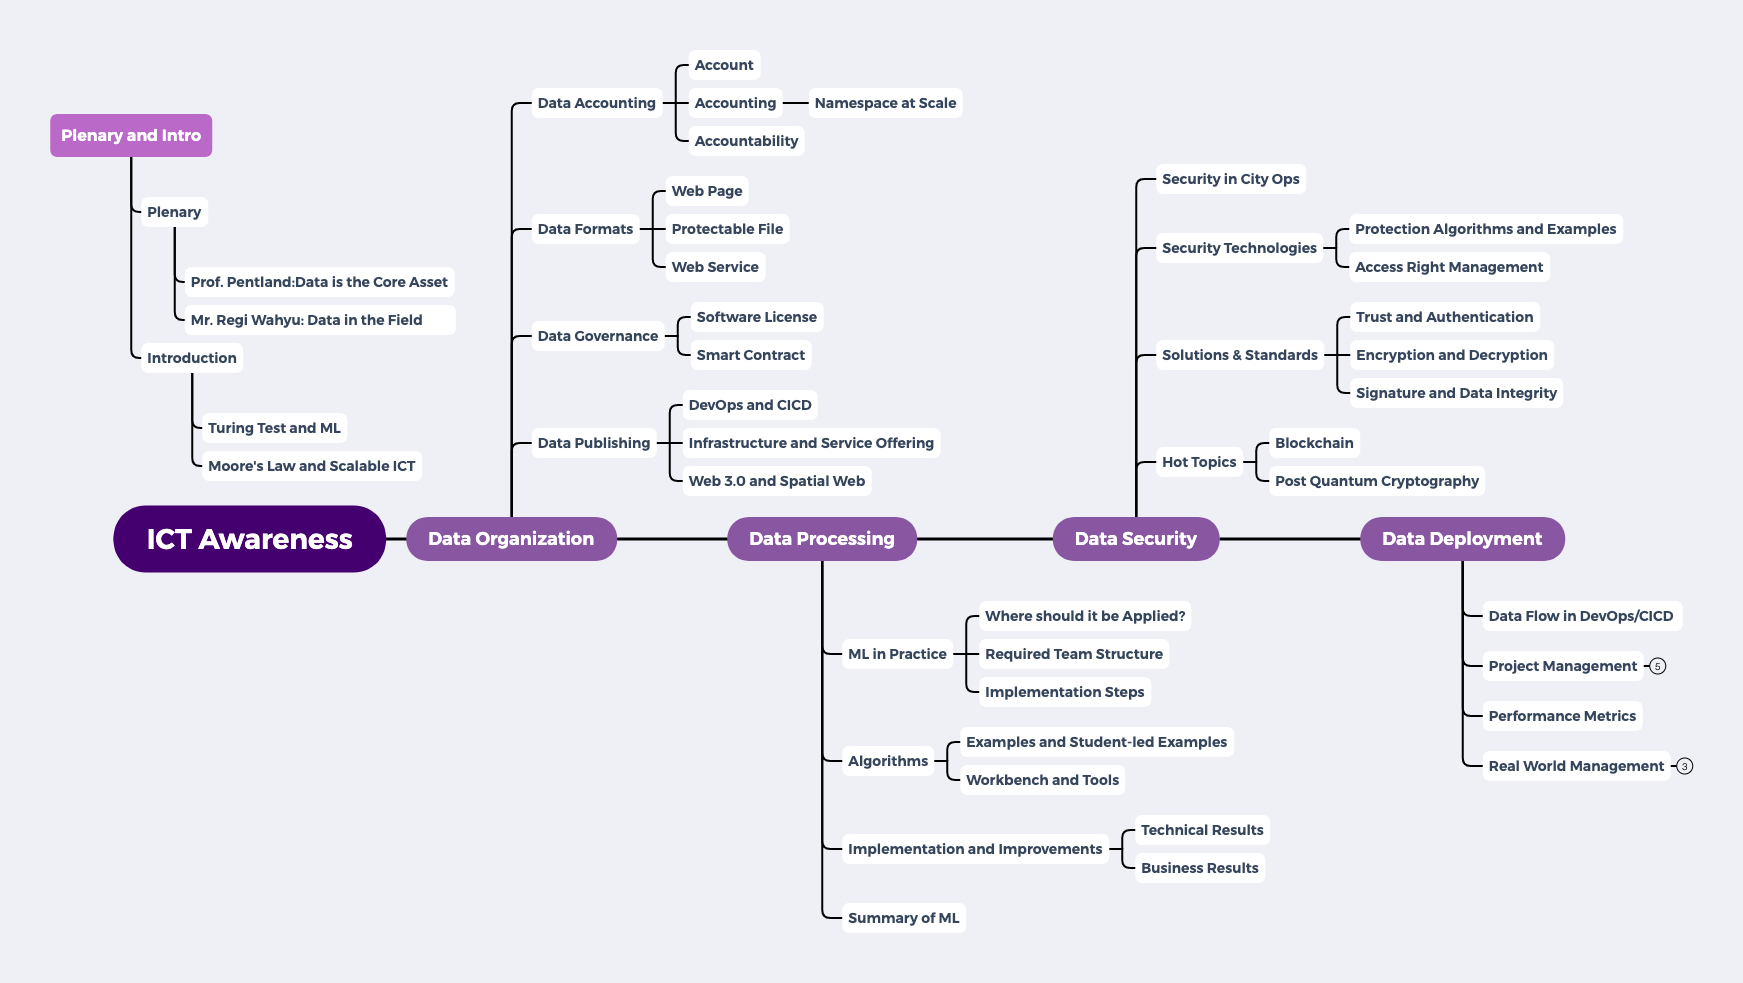 Plenary and Intro
Plenary
Prof. Pentland:Data is the Core Asset
Mr. Regi Wahyu: Data in the Field
Introduction
Turing Test and ML
Moore's Law and Scalable ICT
ICT Awareness
Data Organization
Data Accounting
Account
Accounting
Namespace at Scale
Accountability
Data Formats
Web Page
Protectable File
Web Service
Data Governance
Software License
Smart Contract
Data Publishing
DevOps and CICD
Infrastructure and Service Offering
Web 3.0 and Spatial Web
Data Processing
ML in Practice
Where should it be Applied?
Required Team Structure
Implementation Steps
Algorithms
Examples and Student-led Examples
Workbench and Tools
Implementation and Improvements
Technical Results
Business Results
Summary of ML
Data Security
Security in City Ops
Security Technologies
Protection Algorithms and Examples
Access Right Management
Solutions & Standards
Trust and Authentication
Encryption and Decryption
Signature and Data Integrity
Hot Topics
Blockchain
Post Quantum Cryptography
Data Deployment
Data Flow in DevOps/CICD
Project Management
5
Performance Metrics
Real World Management
3